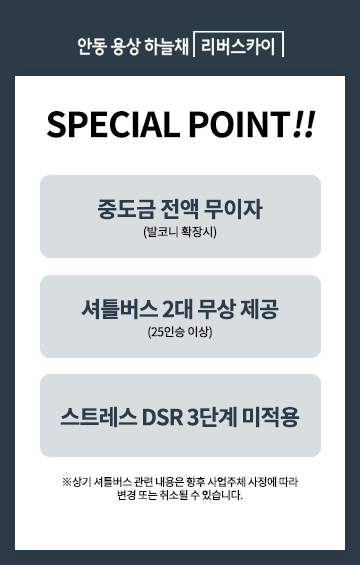 안동 용상 하늘채 리버스카이
SPECIAL POINT!!
중도금 전액 무이자
(발코니 확장시)
셔틀버스 2대 무상 제공
(25인승 이상)
스트레스 DSR 3단계 미적용
※상기 셔틀버스 관련 내용은 향후 사업주체 사정에 따라
변경 또는 취소될 수 있습니다.